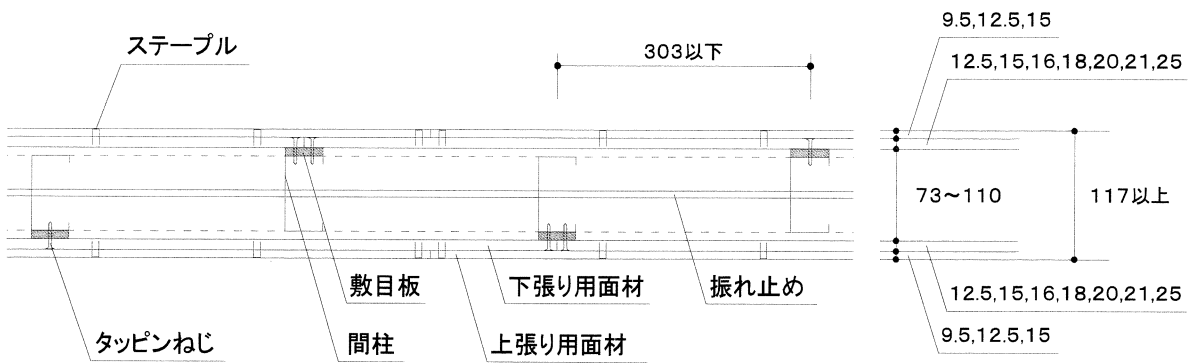 ステープル
303以下
9.5,12.5,15
12.5,15,16,18,20,21,25
73～110
117以上
敷目板
下張り用面材
振れ止め
12.5,15,16,18,20,21,25
タッピンねじ
間柱
上張り用面材
9.5,12.5,15